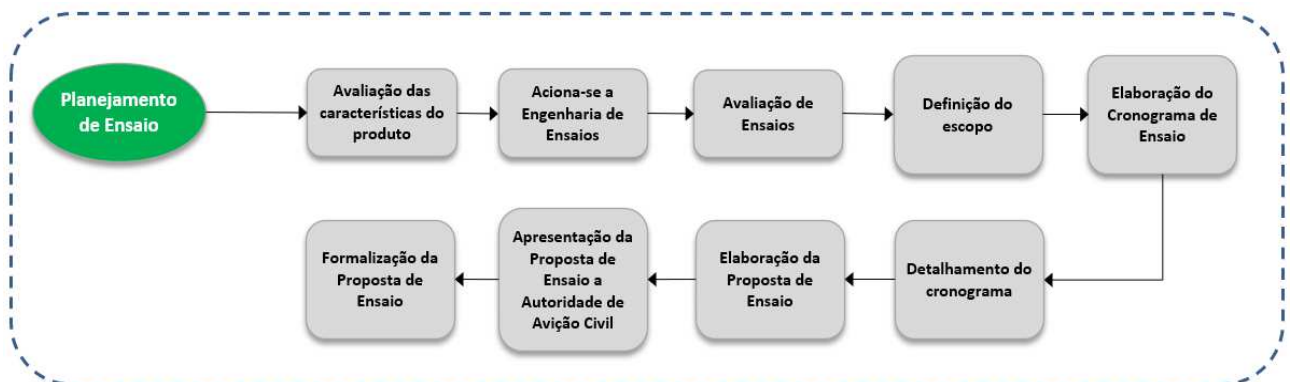 Planejamento
de Ensaio
Avaliação das
características do
produto
Aciona-se a
Engenharia de
Ensaios
Avaliação de
Ensaios
Definição do
escopo
Elaboração do
Cronograma de
Ensaio
Detalhamento do
cronograma
Elaboração da
Proposta de
Ensaio
Apresentação da
Proposta de
Ensaio a
Autoridade de
Avição Civil
Formalização da
Proposta de
Ensaio